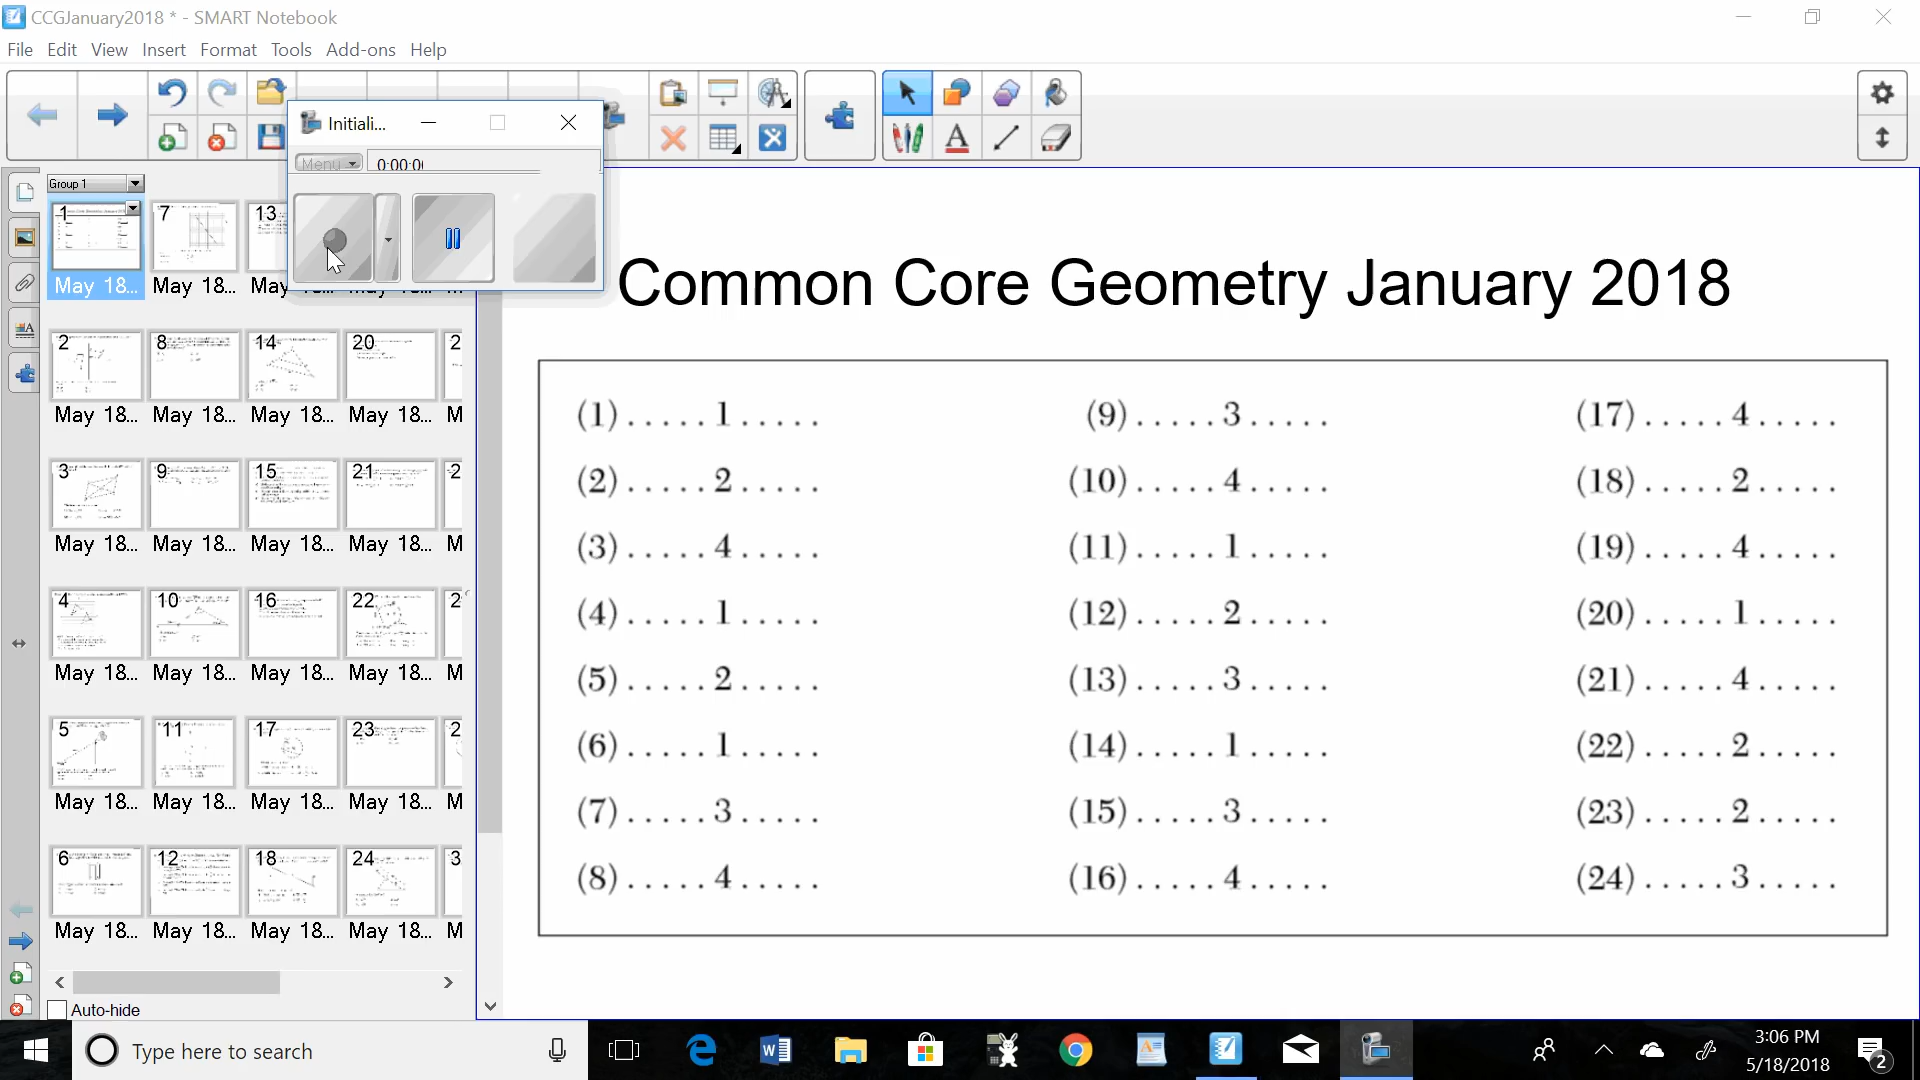 CCGJanuary2018 * - SMART Notebook
File Edit View Insert Format Tools Add-ons Help
Initiali...
Menu
0:00:0
Group 1
1 7 13
May 18... May 18... May
2 8 14 20 2
May 18... May 18... May 18... May 18... M
3 9 15 21 2
May 18... May 18... May 18... May 18... M
4 10 16 22 2
May 18... May 18... May 18... May 18... M
5 11 17 23 2
May 18... May 18... May 18... May 18... M
6 12 18 24 3
May 18... May 18... May 18... May 18... M
Auto-hide
Common Core Geometry January 2018
(1) . . . . . 1 . . . . . (9) . . . . . 3 . . . . . (17) . . . . . 4 . . . . .
(2) . . . . . 2 . . . . . (10) . . . . . 4 . . . . . (18) . . . . . 2 . . . . .
(3) . . . . . 4 . . . . . (11) . . . . . 1 . . . . . (19) . . . . . 4 . . . . .
(4) . . . . . 1 . . . . . (12) . . . . . 2 . . . . . (20) . . . . . 1 . . . . .
(5) . . . . . 2 . . . . . (13) . . . . . 3 . . . . . (21) . . . . . 4 . . . . .
(6) . . . . . 1 . . . . . (14) . . . . . 1 . . . . . (22) . . . . . 2 . . . . .
(7) . . . . . 3 . . . . . (15) . . . . . 3 . . . . . (23) . . . . . 2 . . . . .
(8) . . . . . 4 . . . . . (16) . . . . . 4 . . . . . (24) . . . . . 3 . . . . .
Type here to search
3:06 PM
5/18/2018
2